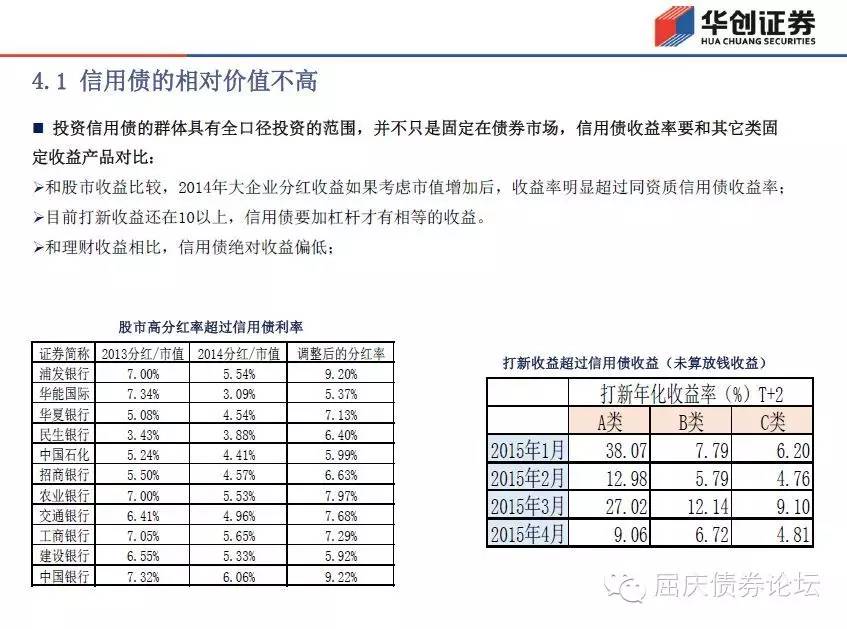 华创证券
HUA CHUANG SECURITIES
4.1 信用债的相对价值不高
■ 投资信用债的群体具有全口径投资的范围，并不只是固定在债券市场，信用债收益率要和其它类固
定收益产品对比：
➢和股市收益比较，2014年大企业分红收益如果考虑市值增加后，收益率明显超过同资质信用债收益率；
➢目前打新收益还在10以上，信用债要加杠杆才有相等的收益。
➢和理财收益相比，信用债绝对收益偏低；
股市高分红率超过信用债利率
证券简称 2013分红/市值 2014分红/市值 调整后的分红率
浦发银行 7.00% 5.54% 9.20%
华能国际 7.34% 3.09% 5.37%
华夏银行 5.08% 4.54% 7.13%
民生银行 3.43% 3.88% 6.40%
中国石化 5.24% 4.41% 5.99%
招商银行 5.50% 4.57% 6.63%
农业银行 7.00% 5.53% 7.97%
交通银行 6.41% 4.96% 7.68%
工商银行 7.05% 5.65% 7.29%
建设银行 6.55% 5.33% 5.92%
中国银行 7.32% 6.06% 9.22%
打新收益超过信用债收益（未算放钱收益）
打新年化收益率（%）T+2
A类 B类 C类
2015年1月 38.07 7.79 6.20
2015年2月 12.98 5.79 4.76
2015年3月 27.02 12.14 9.10
2015年4月 9.06 6.72 4.81
屈庆债券论坛